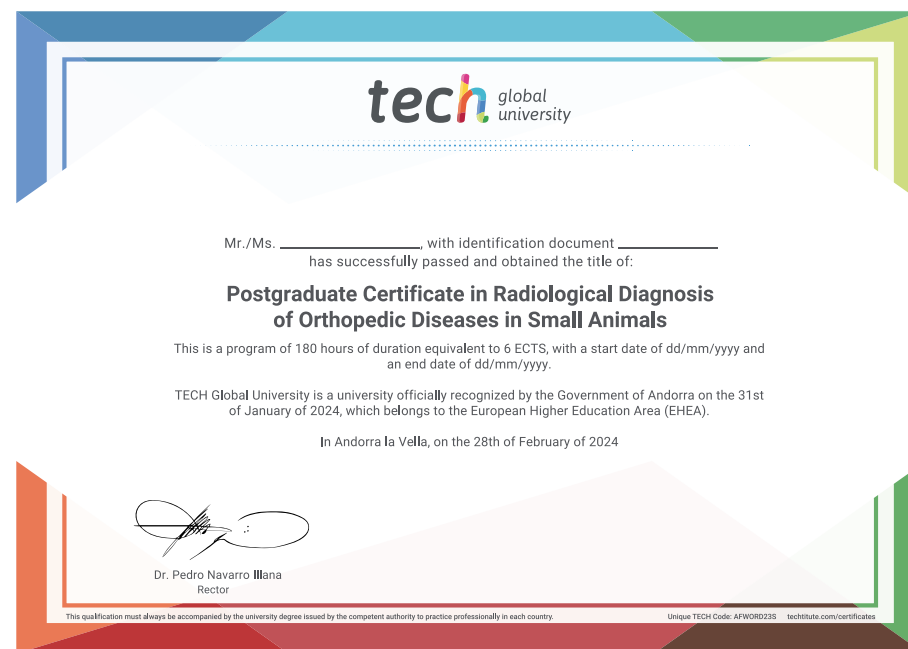 tech global university
Mr./Ms. ____________________, with identification document ______________
has successfully passed and obtained the title of:
Postgraduate Certificate in Radiological Diagnosis
of Orthopedic Diseases in Small Animals
This is a program of 180 hours of duration equivalent to 6 ECTS, with a start date of dd/mm/yyyy and
an end date of dd/mm/yyyy.
TECH Global University is a university officially recognized by the Government of Andorra on the 31st
of January of 2024, which belongs to the European Higher Education Area (EHEA).
In Andorra la Vella, on the 28th of February of 2024
Dr. Pedro Navarro Illana
Rector
This qualification must always be accompanied by the university degree issued by the competent authority to practice professionally in each country.
Unique TECH Code: AFWORD23S techtitute.com/certificates